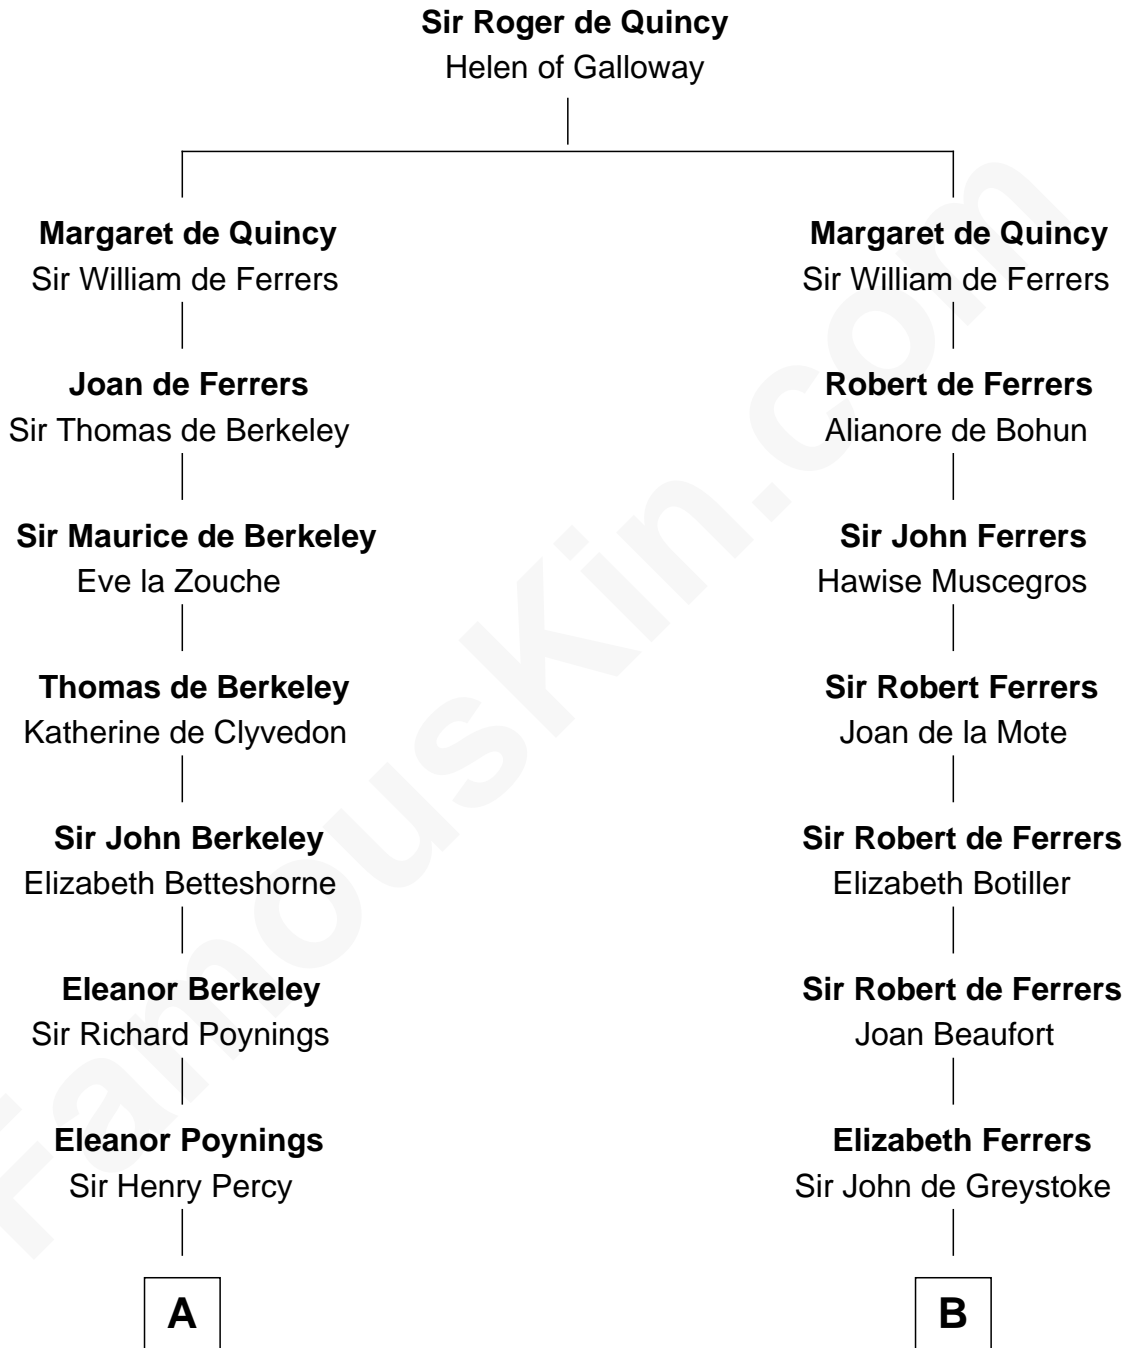 Sir Roger de Quincy
Helen of Galloway
Margaret de Quincy
Sir William de Ferrers
Margaret de Quincy
Sir William de Ferrers
Joan de Ferrers
Sir Thomas de Berkeley
Robert de Ferrers
Alianore de Bohun
Sir Maurice de Berkeley
Eve la Zouche
Sir John Ferrers
Hawise Muscegros
Thomas de Berkeley
Katherine de Clyvedon
Sir Robert Ferrers
Joan de la Mote
Sir John Berkeley
Elizabeth Betteshorne
Sir Robert de Ferrers
Elizabeth Botiller
Eleanor Berkeley
Sir Richard Poynings
Sir Robert de Ferrers
Joan Beaufort
Eleanor Poynings
Sir Henry Percy
Elizabeth Ferrers
Sir John de Greystoke
A
B
FamousKin.com